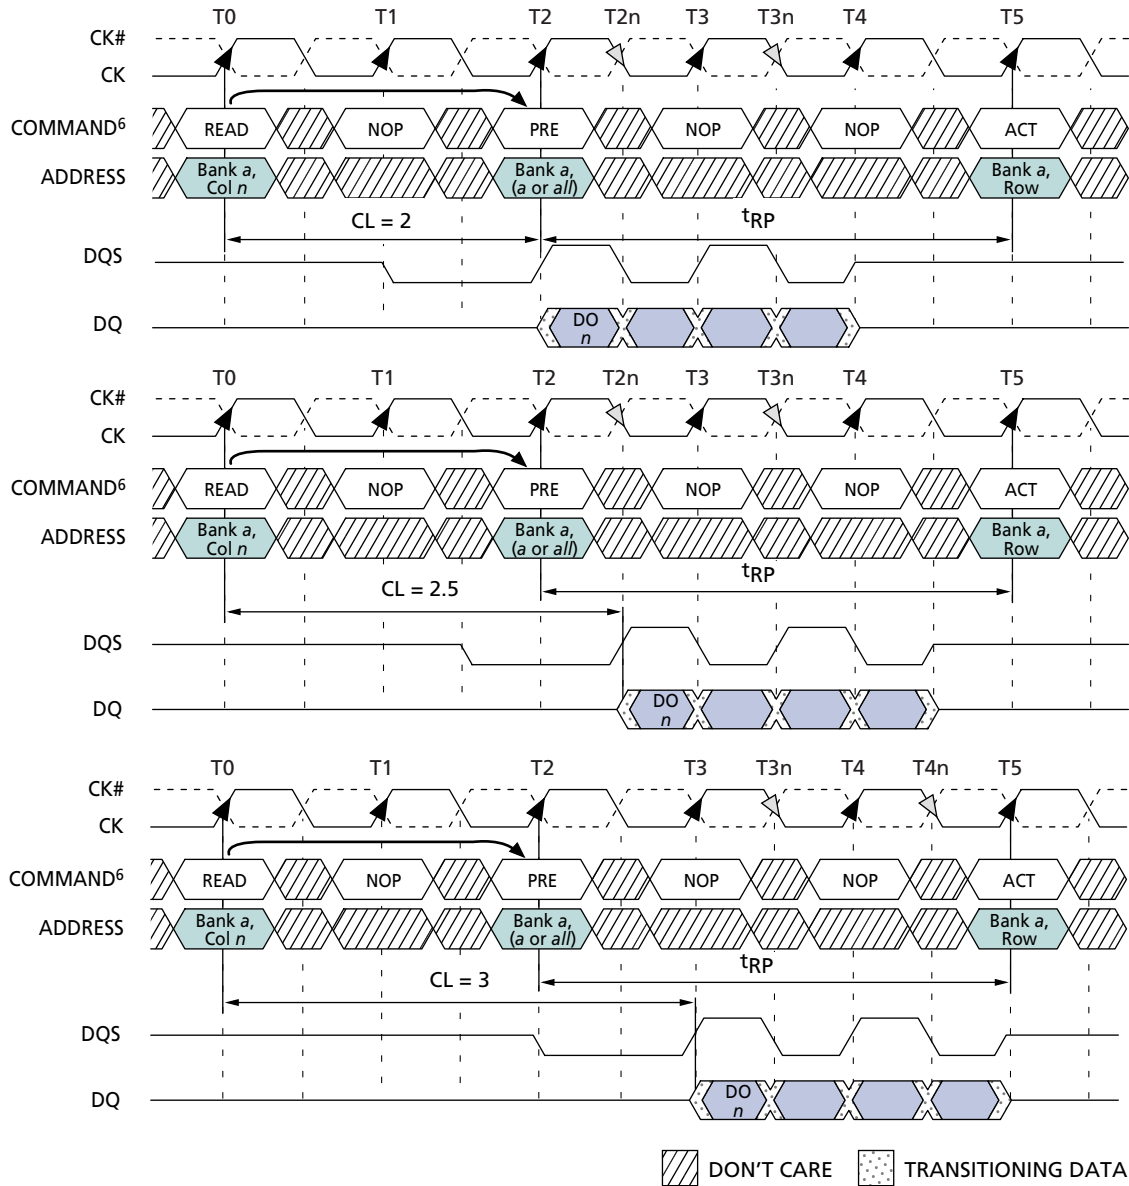 T0 T1 T2 T2n T3 T3n T4 T5
CK#
CK
COMMAND6 READ NOP PRE NOP NOP ACT
ADDRESS Bank a, Col n Bank a, (a or all) Bank a, Row
CL = 2 tRP
DQS
DQ DO n
T0 T1 T2 T2n T3 T3n T4 T5
CK#
CK
COMMAND6 READ NOP PRE NOP NOP ACT
ADDRESS Bank a, Col n Bank a, (a or all) Bank a, Row
CL = 2.5 tRP
DQS
DQ DO n
T0 T1 T2 T3 T3n T4 T4n T5
CK#
CK
COMMAND6 READ NOP PRE NOP NOP ACT
ADDRESS Bank a, Col n Bank a, (a or all) Bank a, Row
CL = 3 tRP
DQS
DQ DO n
DON'T CARE TRANSITIONING DATA